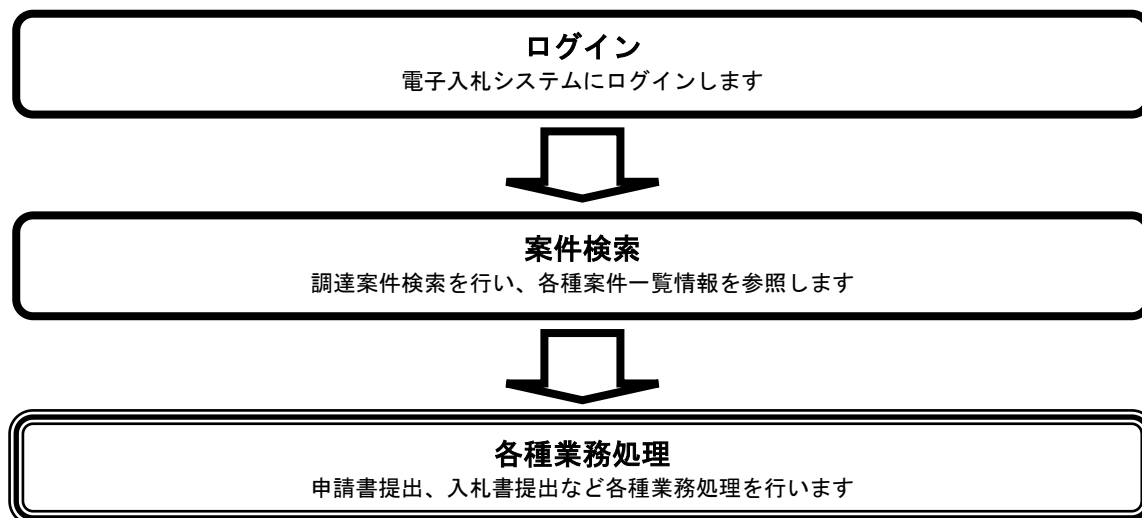 ログイン
電子入札システムにログインします
案件検索
調達案件検索を行い、各種案件一覧情報を参照します
各種業務処理
申請書提出、入札書提出など各種業務処理を行います